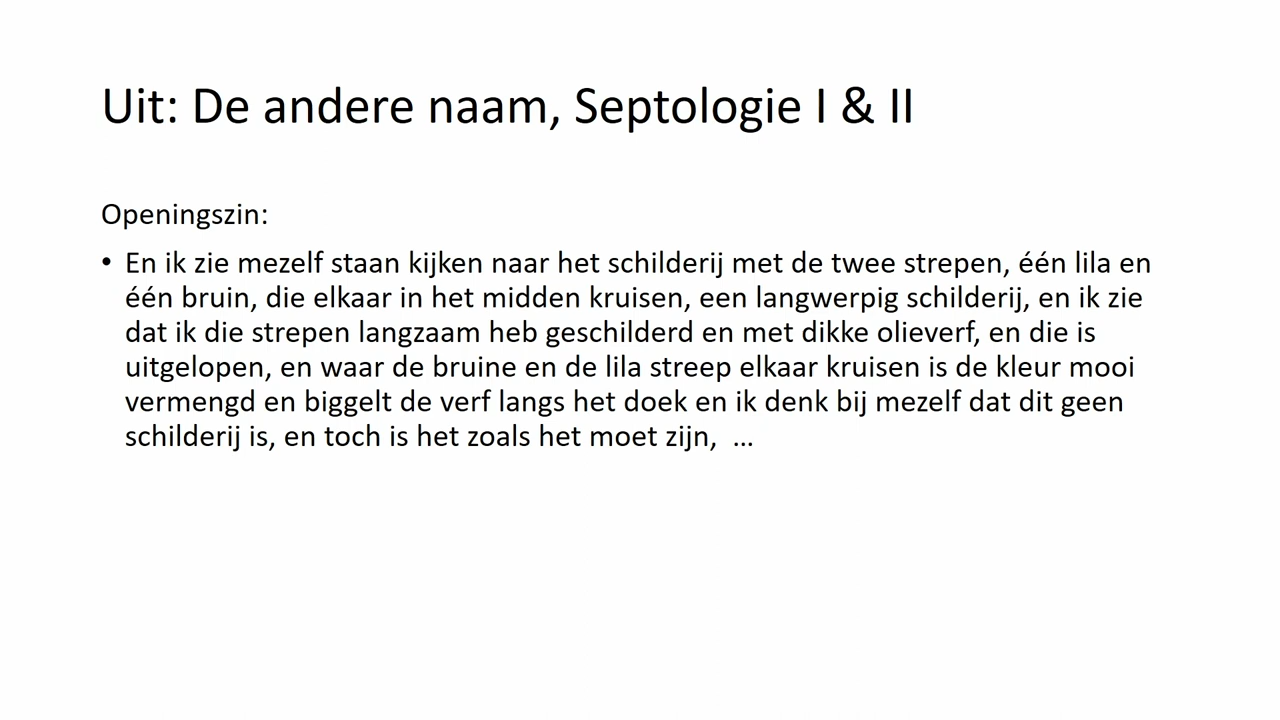 Uit: De andere naam, Septologie I & II
Openingszin:
• En ik zie mezelf staan kijken naar het schilderij met de twee strepen, één lila en
één bruin, die elkaar in het midden kruisen, een langwerpig schilderij, en ik zie
dat ik die strepen langzaam heb geschilderd en met dikke olieverf, en die is
uitgelopen, en waar de bruine en de lila streep elkaar kruisen is de kleur mooi
vermengd en biggelt de verf langs het doek en ik denk bij mezelf dat dit geen
schilderij is, en toch is het zoals het moet zijn,  …